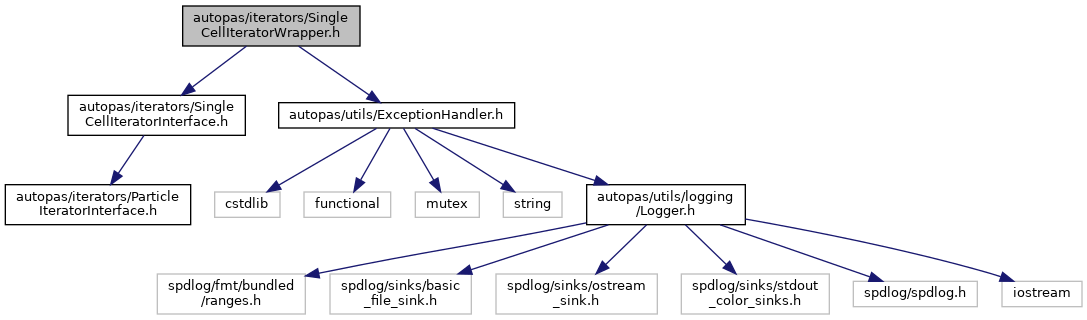 autopas/iterators/Single
CellIteratorWrapper.h
autopas/iterators/Single
CellIteratorInterface.h
autopas/utils/ExceptionHandler.h
autopas/iterators/Particle
IteratorInterface.h
cstdlib
functional
mutex
string
autopas/utils/logging
/Logger.h
spdlog/fmt/bundled
/ranges.h
spdlog/sinks/basic
_file_sink.h
spdlog/sinks/ostream
_sink.h
spdlog/sinks/stdout
_color_sinks.h
spdlog/spdlog.h
iostream